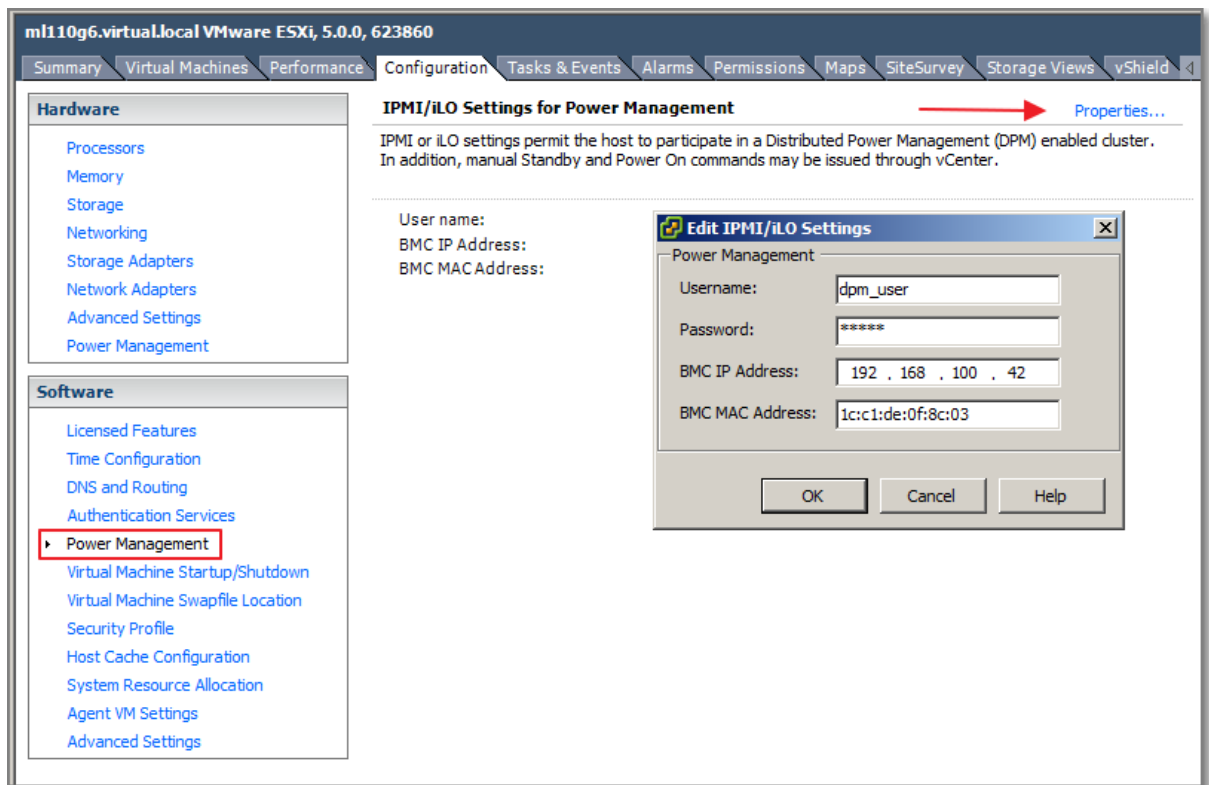 ml110g6.virtual.local VMware ESXi, 5.0.0, 623860
Summary Virtual Machines Performance Configuration Tasks & Events Alarms Permissions Maps SiteSurvey Storage Views vShield
Hardware
Processors
Memory
Storage
Networking
Storage Adapters
Network Adapters
Advanced Settings
Power Management
Software
Licensed Features
Time Configuration
DNS and Routing
Authentication Services
Power Management
Virtual Machine Startup/Shutdown
Virtual Machine Swapfile Location
Security Profile
Host Cache Configuration
System Resource Allocation
Agent VM Settings
Advanced Settings
IPMI/iLO Settings for Power Management
Properties...
IPMI or iLO settings permit the host to participate in a Distributed Power Management (DPM) enabled cluster.
In addition, manual Standby and Power On commands may be issued through vCenter.
User name:
BMC IP Address:
BMC MAC Address:
Edit IPMI/iLO Settings
Power Management
Username: dpm_user
Password: *****
BMC IP Address: 192 . 168 . 100 . 42
BMC MAC Address: 1c:c1:de:0f:8c:03
OK Cancel Help